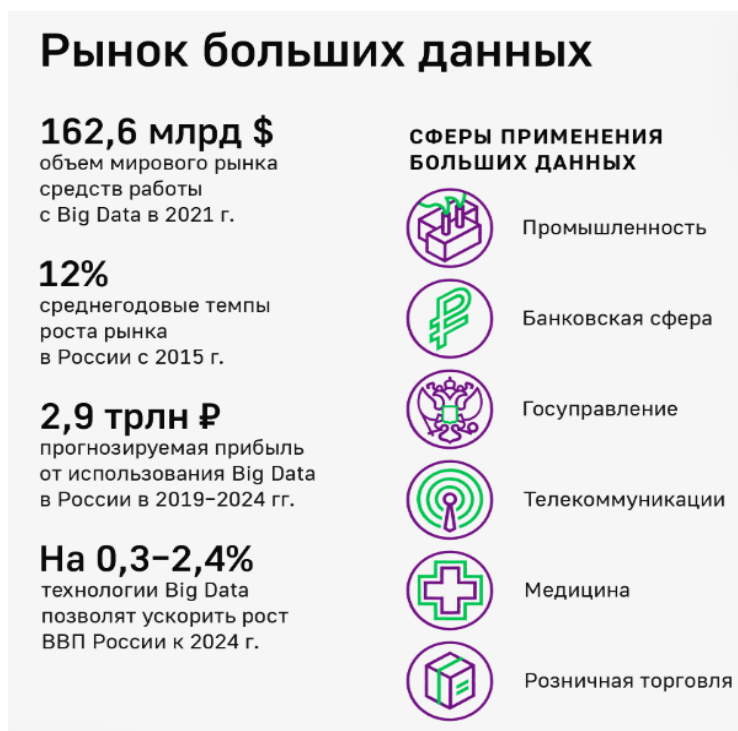 Рынок больших данных
162,6 млрд $
объем мирового рынка
средств работы
с Big Data в 2021 г.
12%
среднегодовые темпы
роста рынка
в России с 2015 г.
2,9 трлн ₽
прогнозируемая прибыль
от использования Big Data
в России в 2019–2024 гг.
На 0,3–2,4%
технологии Big Data
позволят ускорить рост
ВВП России к 2024 г.
СФЕРЫ ПРИМЕНЕНИЯ
БОЛЬШИХ ДАННЫХ
Промышленность
Банковская сфера
Госуправление
Телекоммуникации
Медицина
Розничная торговля